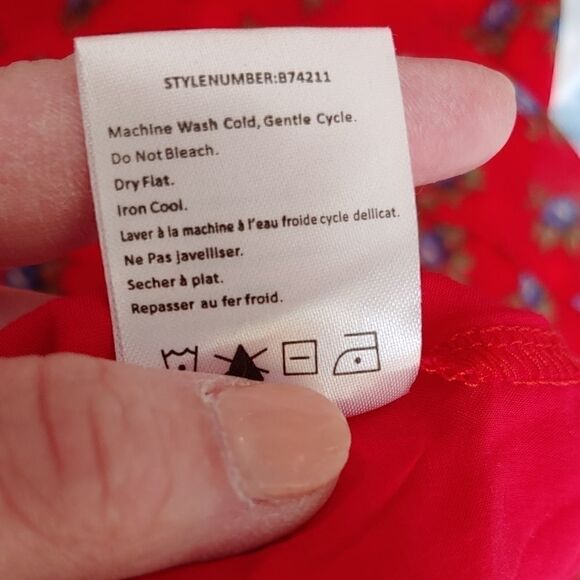 STYLENUMBER:B74211
Machine Wash Cold, Gentle Cycle.
Do Not Bleach.
Dry Flat.
Iron Cool.
Laver à la machine à l'eau froide cycle dellicat.
Ne Pas javelliser.
Secher à plat.
Repasser au fer froid.